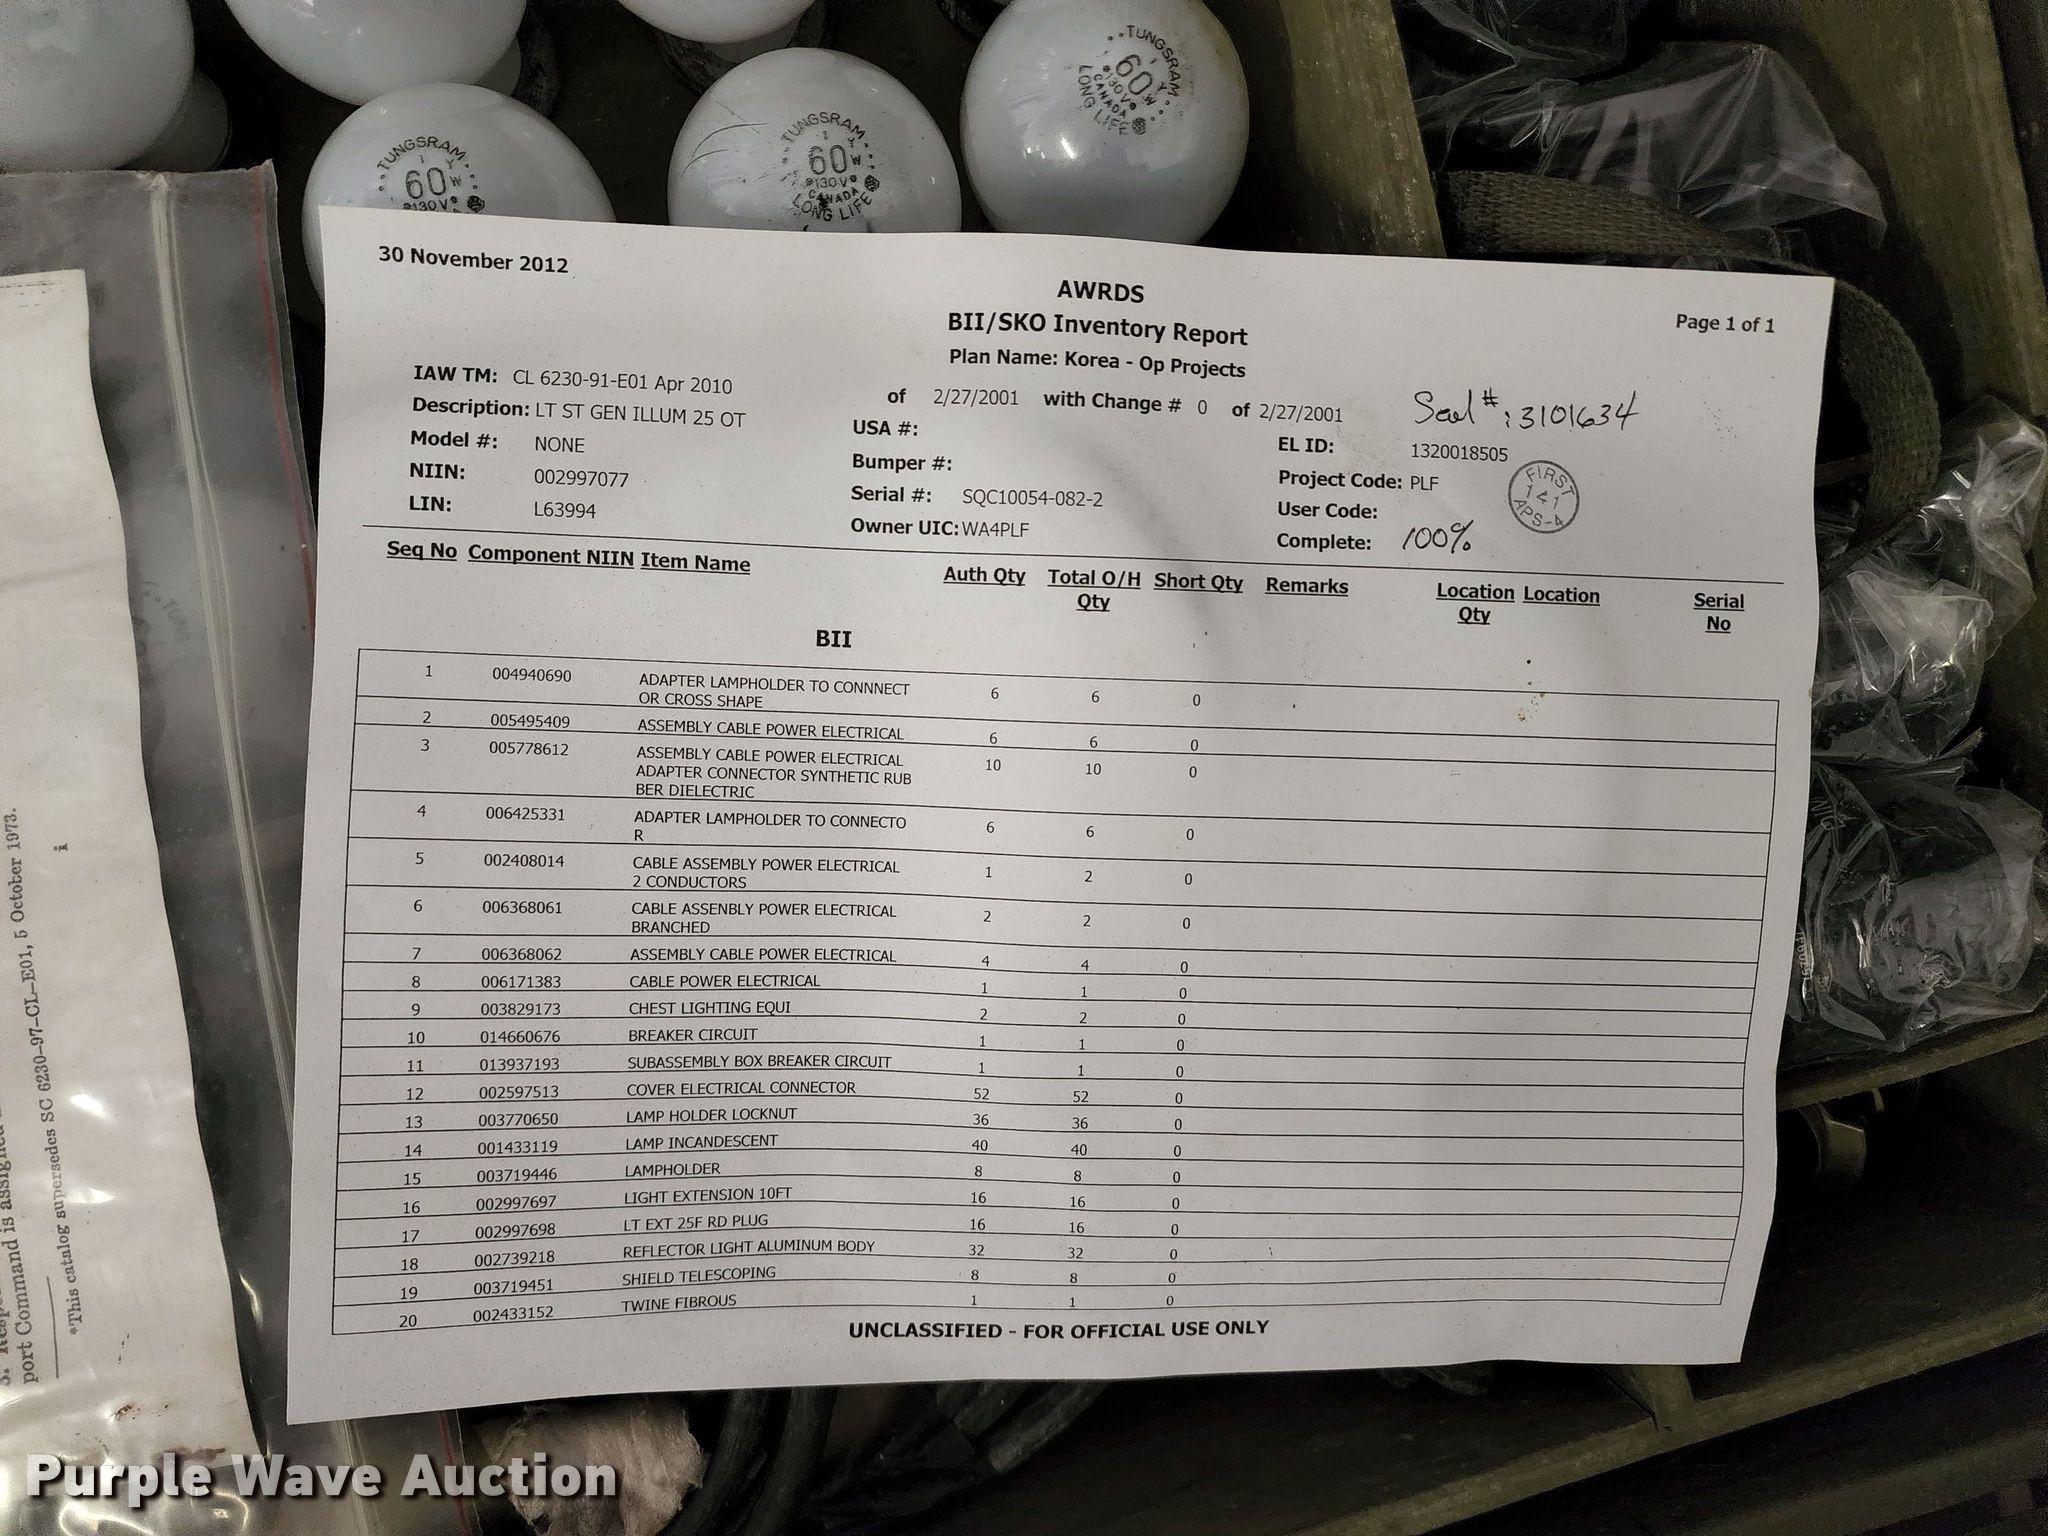 TUNGSRAM
60W
130V
TUNGSRAM
60W
130V
CANADA
LONG LIFE
TUNGSRAM
60W
130V
CANADA
LONG LIFE
30 November 2012
AWRDS
BII/SKO Inventory Report
Page 1 of 1
Plan Name: Korea - Op Projects
IAW TM: CL 6230-91-E01 Apr 2010 of 2/27/2001 with Change # 0 of 2/27/2001
Seal #: 3101634
Description: LT ST GEN ILLUM 25 OT USA #: EL ID: 1320018505
Model #: NONE Bumper #: Project Code: PLF
NIIN: 002997077 Serial #: SQC10054-082-2 User Code:
LIN: L63994 Owner UIC: WA4PLF Complete: 100%
FIRST
141
APS-4
Seq No Component NIIN Item Name Auth Qty Total O/H Short Qty Remarks Location Location Serial
Qty Qty No
BII
1 004940690 ADAPTER LAMPHOLDER TO CONNNECT 6 6 0
OR CROSS SHAPE
2 005495409 ASSEMBLY CABLE POWER ELECTRICAL 6 6 0
3 005778612 ASSEMBLY CABLE POWER ELECTRICAL 10 10 0
ADAPTER CONNECTOR SYNTHETIC RUB
BER DIELECTRIC
4 006425331 ADAPTER LAMPHOLDER TO CONNECTO 6 6 0
R
5 002408014 CABLE ASSEMBLY POWER ELECTRICAL 1 2 0
2 CONDUCTORS
6 006368061 CABLE ASSENBLY POWER ELECTRICAL 2 2 0
BRANCHED
7 006368062 ASSEMBLY CABLE POWER ELECTRICAL 4 4 0
8 006171383 CABLE POWER ELECTRICAL 1 1 0
9 003829173 CHEST LIGHTING EQUI 2 2 0
10 014660676 BREAKER CIRCUIT 1 1 0
11 013937193 SUBASSEMBLY BOX BREAKER CIRCUIT 1 1 0
12 002597513 COVER ELECTRICAL CONNECTOR 52 52 0
13 003770650 LAMP HOLDER LOCKNUT 36 36 0
14 001433119 LAMP INCANDESCENT 40 40 0
15 003719446 LAMPHOLDER 8 8 0
16 002997697 LIGHT EXTENSION 10FT 16 16 0
17 002997698 LT EXT 25F RD PLUG 16 16 0
18 002739218 REFLECTOR LIGHT ALUMINUM BODY 32 32 0
19 003719451 SHIELD TELESCOPING 8 8 0
20 002433152 TWINE FIBROUS 1 1 0
UNCLASSIFIED - FOR OFFICIAL USE ONLY
port Command is assigned
*This catalog supersedes SC 6230-97-CL-E01, 5 October 1973.
i
Purple Wave Auction